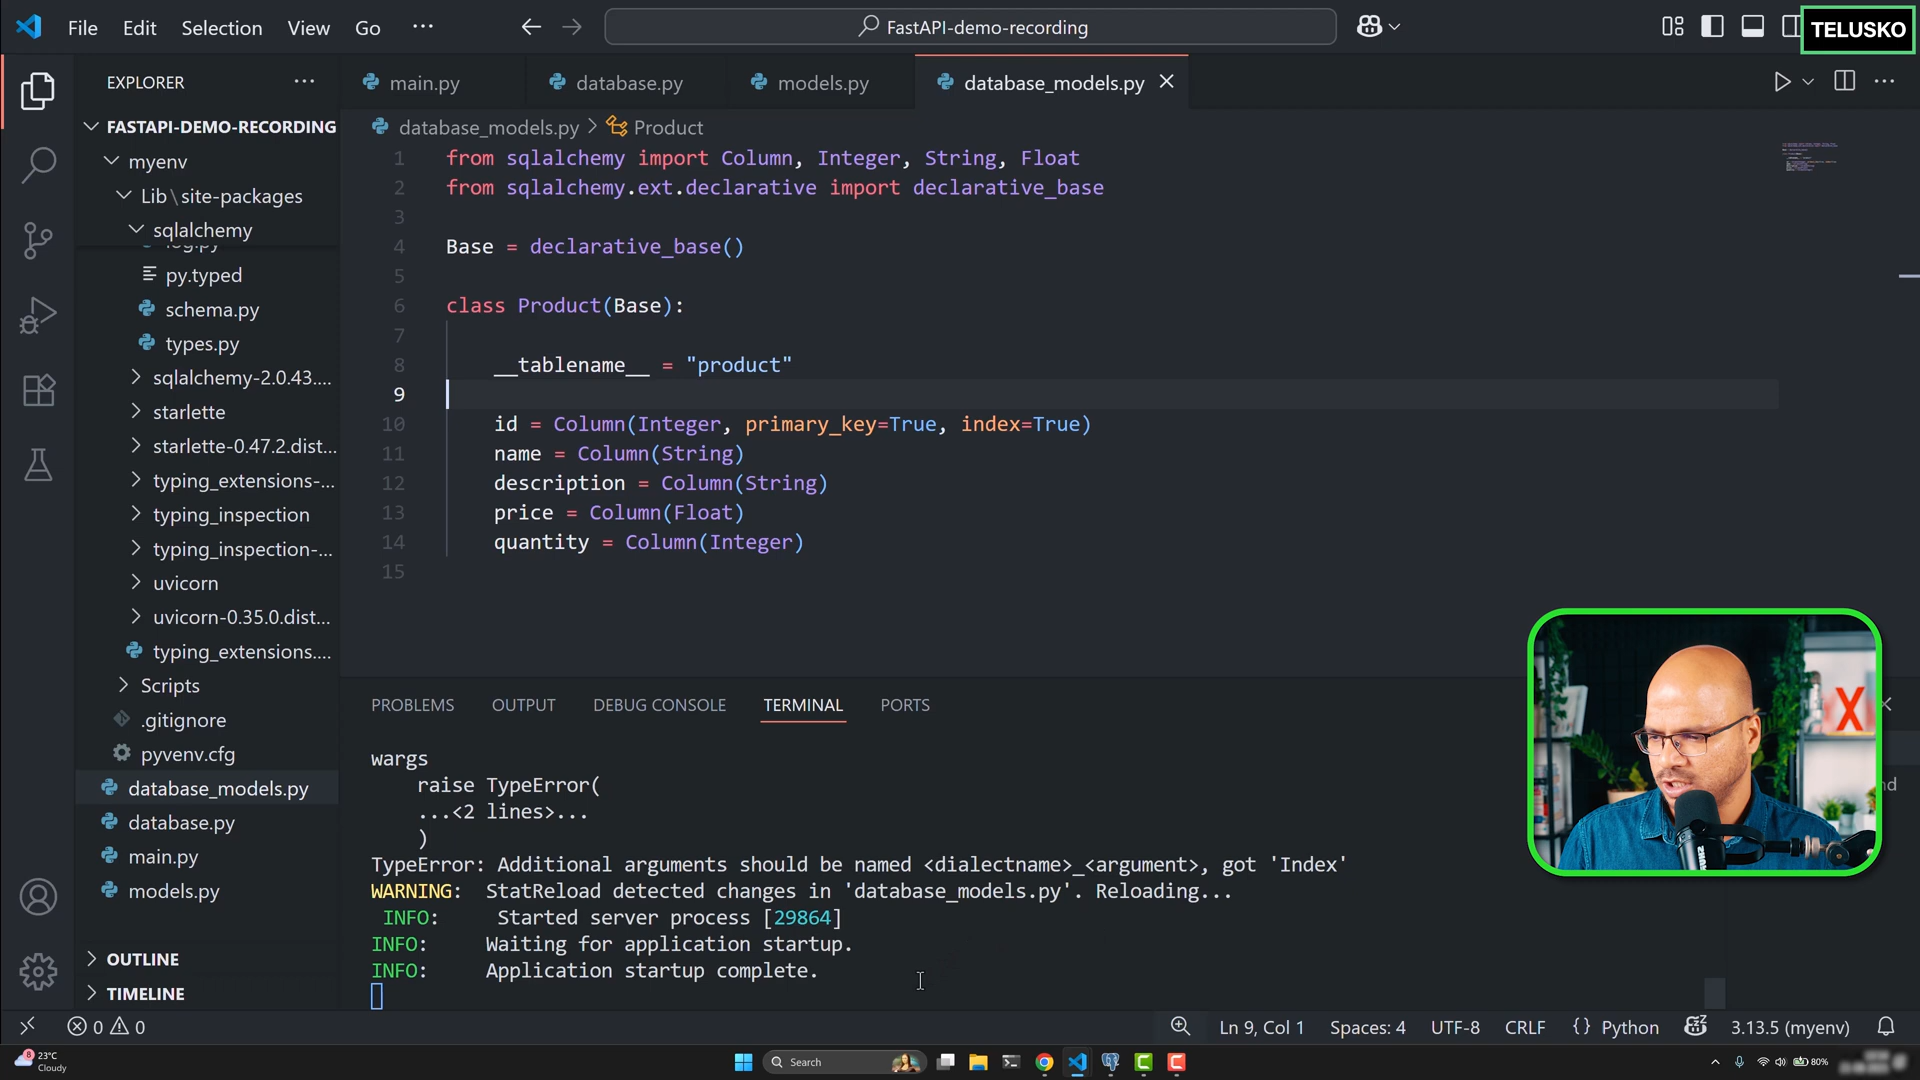 File Edit Selection View Go ···
FastAPI-demo-recording
TELUSKO
EXPLORER
main.py
database.py
models.py
database_models.py
FASTAPI-DEMO-RECORDING
myenv
Lib\site-packages
sqlalchemy
py.typed
schema.py
types.py
sqlalchemy-2.0.43....
starlette
starlette-0.47.2.dist...
typing_extensions-...
typing_inspection
typing_inspection-...
uvicorn
uvicorn-0.35.0.dist...
typing_extensions....
Scripts
.gitignore
pyvenv.cfg
database_models.py
database.py
main.py
models.py
OUTLINE
TIMELINE
database_models.py > Product
1 from sqlalchemy import Column, Integer, String, Float
2 from sqlalchemy.ext.declarative import declarative_base
3
4 Base = declarative_base()
5
6 class Product(Base):
7
8 __tablename__ = "product"
9
10 id = Column(Integer, primary_key=True, index=True)
11 name = Column(String)
12 description = Column(String)
13 price = Column(Float)
14 quantity = Column(Integer)
15
PROBLEMS OUTPUT DEBUG CONSOLE TERMINAL PORTS
wargs
raise TypeError(
...<2 lines>...
)
TypeError: Additional arguments should be named <dialectname>_<argument>, got 'Index'
WARNING: StatReload detected changes in 'database_models.py'. Reloading...
INFO: Started server process [29864]
INFO: Waiting for application startup.
INFO: Application startup complete.
0 0
Ln 9, Col 1 Spaces: 4 UTF-8 CRLF {} Python 3.13.5 (myenv)
8
23°C
Cloudy
Search
80%